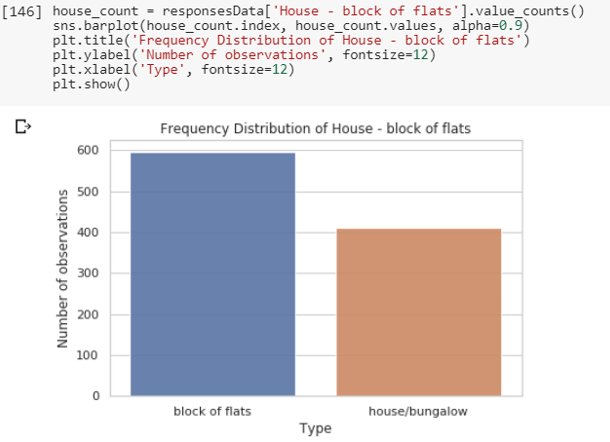 [146] house_count = responsesData['House - block of flats'].value_counts()
sns.barplot(house_count.index, house_count.values, alpha=0.9)
plt.title('Frequency Distribution of House - block of flats')
plt.ylabel('Number of observations', fontsize=12)
plt.xlabel('Type', fontsize=12)
plt.show()
Frequency Distribution of House - block of flats
600
500
400
300
200
100
0
Number of observations
block of flats house/bungalow
Type